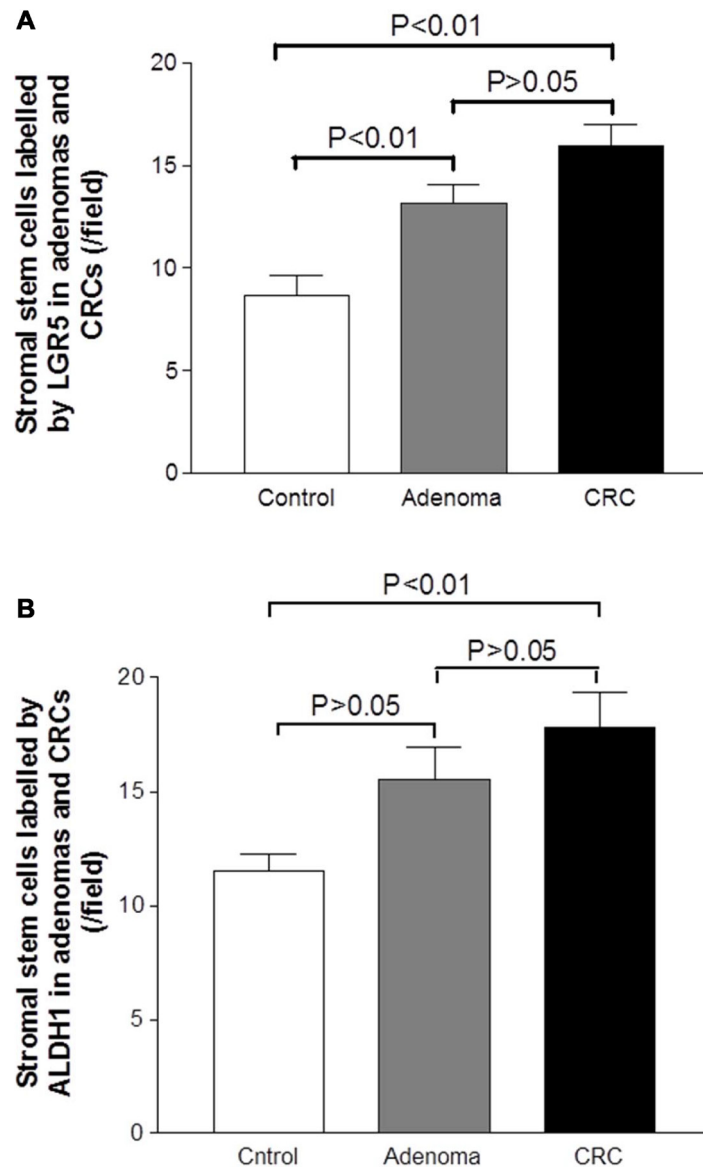 A
P<0.01
P>0.05
P<0.01
Stromal stem cells labelled
by LGR5 in adenomas and
CRCs (/field)
20
15
10
5
0
Control Adenoma CRC
B
P<0.01
P>0.05
P>0.05
Stromal stem cells labelled by
ALDH1 in adenomas and CRCs
(/field)
20
15
10
5
0
Cntrol Adenoma CRC